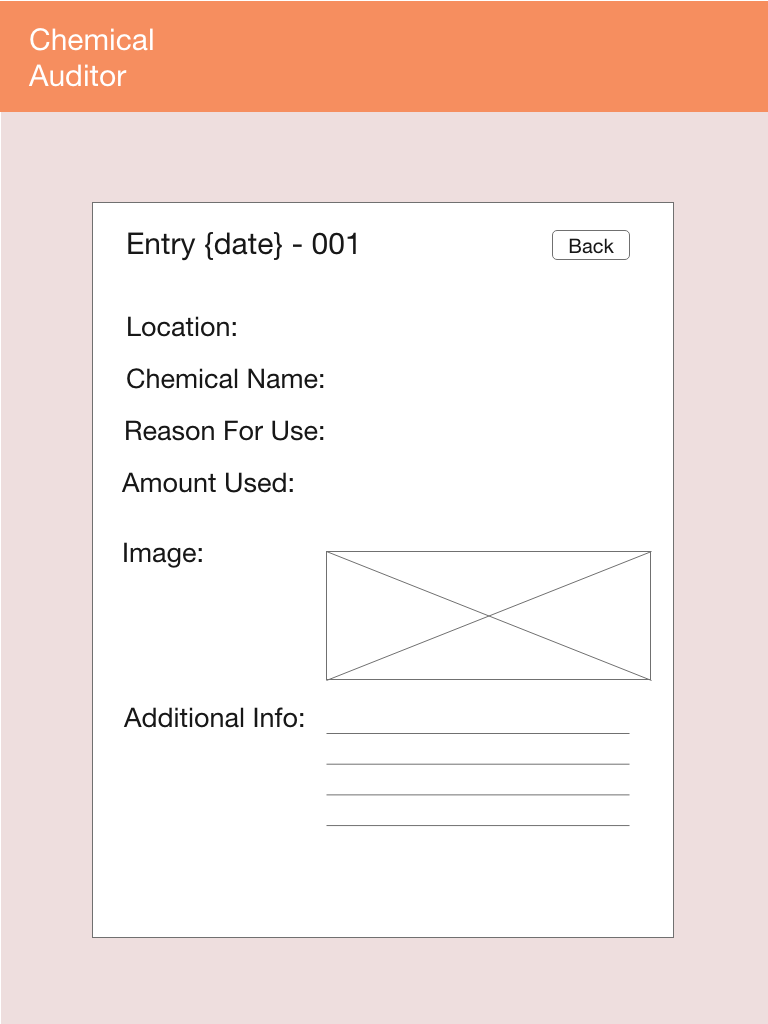 Chemical
Auditor
Entry {date} - 001
Back
Location:
Chemical Name:
Reason For Use:
Amount Used:
Image:
Additional Info: